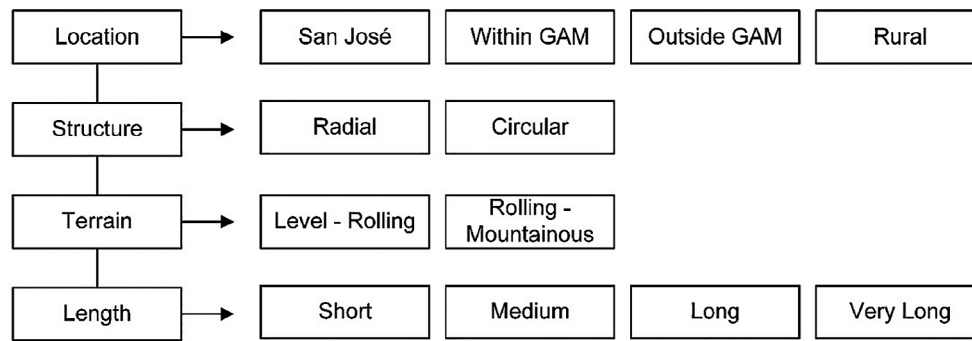 Location
San José
Within GAM
Outside GAM
Rural
Structure
Radial
Circular
Terrain
Level - Rolling
Rolling -
Mountainous
Length
Short
Medium
Long
Very Long